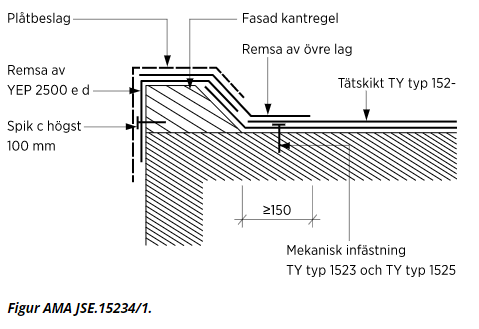 Plåtbeslag
Fasad kantregel
Remsa av övre lag
Remsa av
YEP 2500 e d
Tätskikt TY typ 152-
Spik c högst
100 mm
≥150
Mekanisk infästning
TY typ 1523 och TY typ 1525
Figur AMA JSE.15234/1.